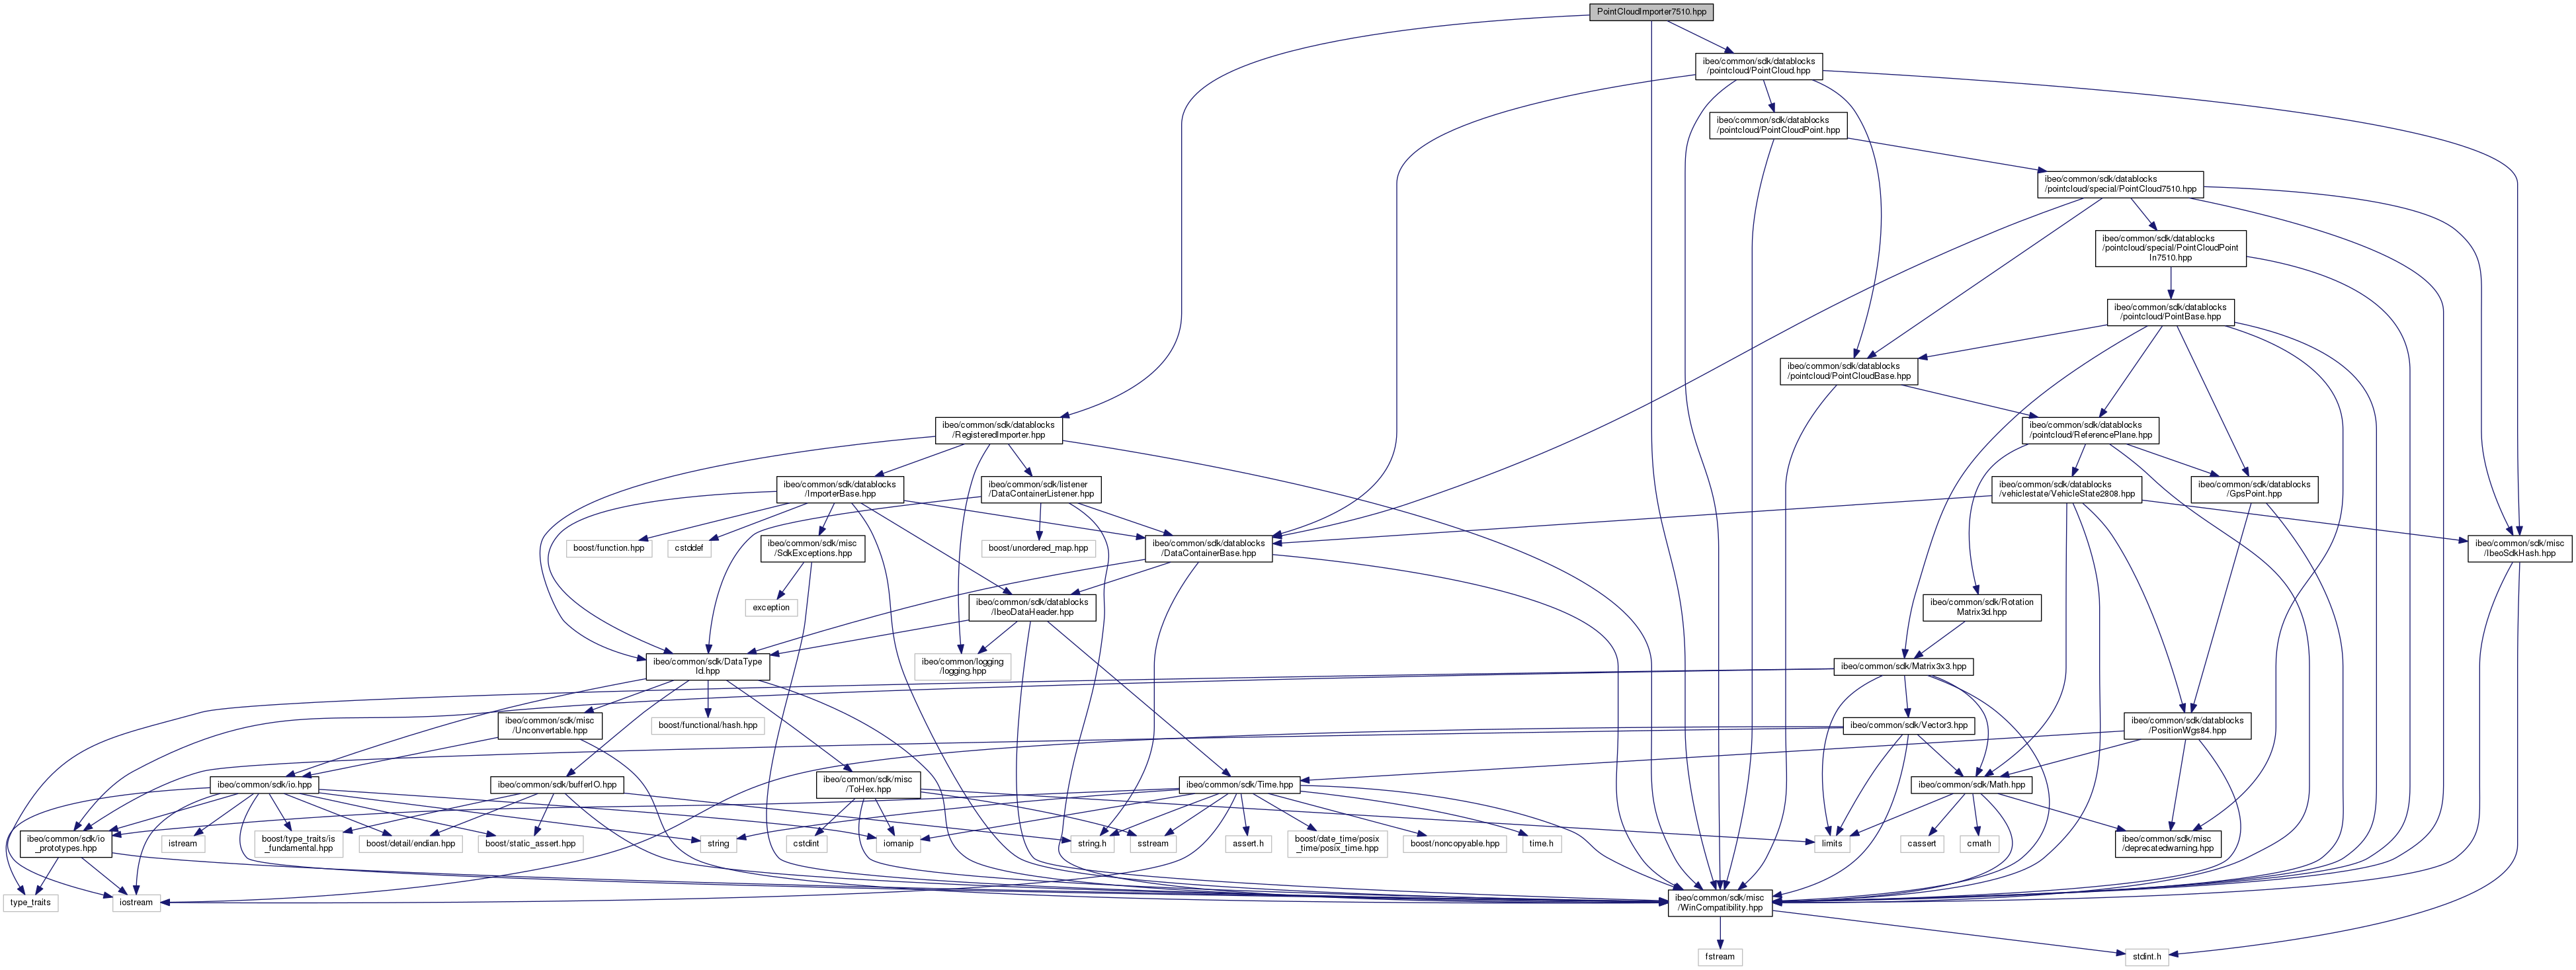 PointCloudImporter7510.hpp
ibeo/common/sdk/datablocks
/pointcloud/PointCloud.hpp
ibeo/common/sdk/datablocks
/pointcloud/PointCloudPoint.hpp
ibeo/common/sdk/datablocks
/pointcloud/special/PointCloud7510.hpp
ibeo/common/sdk/datablocks
/pointcloud/special/PointCloudPoint
In7510.hpp
ibeo/common/sdk/datablocks
/pointcloud/PointBase.hpp
ibeo/common/sdk/datablocks
/pointcloud/PointCloudBase.hpp
ibeo/common/sdk/datablocks
/RegisteredImporter.hpp
ibeo/common/sdk/datablocks
/pointcloud/ReferencePlane.hpp
ibeo/common/sdk/datablocks
/ImporterBase.hpp
ibeo/common/sdk/listener
/DataContainerListener.hpp
ibeo/common/sdk/datablocks
/vehiclestate/VehicleState2808.hpp
ibeo/common/sdk/datablocks
/GpsPoint.hpp
boost/function.hpp
cstddef
ibeo/common/sdk/misc
/SdkExceptions.hpp
boost/unordered_map.hpp
ibeo/common/sdk/datablocks
/DataContainerBase.hpp
ibeo/common/sdk/misc
/IbeoSdkHash.hpp
exception
ibeo/common/sdk/datablocks
/IbeoDataHeader.hpp
ibeo/common/sdk/Rotation
Matrix3d.hpp
ibeo/common/sdk/DataType
Id.hpp
ibeo/common/logging
/logging.hpp
ibeo/common/sdk/Matrix3x3.hpp
ibeo/common/sdk/misc
/Unconvertable.hpp
boost/functional/hash.hpp
ibeo/common/sdk/Vector3.hpp
ibeo/common/sdk/datablocks
/PositionWgs84.hpp
ibeo/common/sdk/io.hpp
ibeo/common/sdk/bufferIO.hpp
ibeo/common/sdk/misc
/ToHex.hpp
ibeo/common/sdk/Time.hpp
ibeo/common/sdk/Math.hpp
ibeo/common/sdk/io
_prototypes.hpp
istream
boost/type_traits/is
_fundamental.hpp
boost/detail/endian.hpp
boost/static_assert.hpp
string
cstdint
iomanip
string.h
sstream
assert.h
boost/date_time/posix
_time/posix_time.hpp
boost/noncopyable.hpp
time.h
limits
cassert
cmath
ibeo/common/sdk/misc
/deprecatedwarning.hpp
type_traits
iostream
ibeo/common/sdk/misc
/WinCompatibility.hpp
fstream
stdint.h